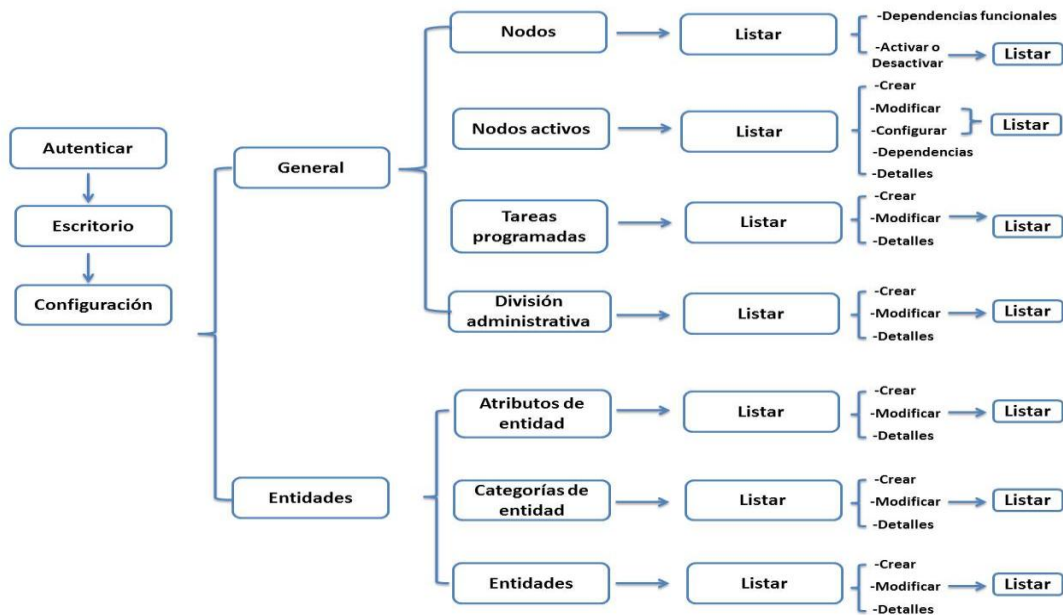 Autenticar
Escritorio
Configuración
General
Nodos
Listar
-Dependencias funcionales
-Activar o
Desactivar
Listar
Nodos activos
Listar
-Crear
-Modificar
-Configurar
-Dependencias
-Detalles
Listar
Tareas
programadas
Listar
-Crear
-Modificar
-Detalles
Listar
División
administrativa
Listar
-Crear
-Modificar
-Detalles
Listar
Entidades
Atributos de
entidad
Listar
-Crear
-Modificar
-Detalles
Listar
Categorías de
entidad
Listar
-Crear
-Modificar
-Detalles
Listar
Entidades
Listar
-Crear
-Modificar
-Detalles
Listar